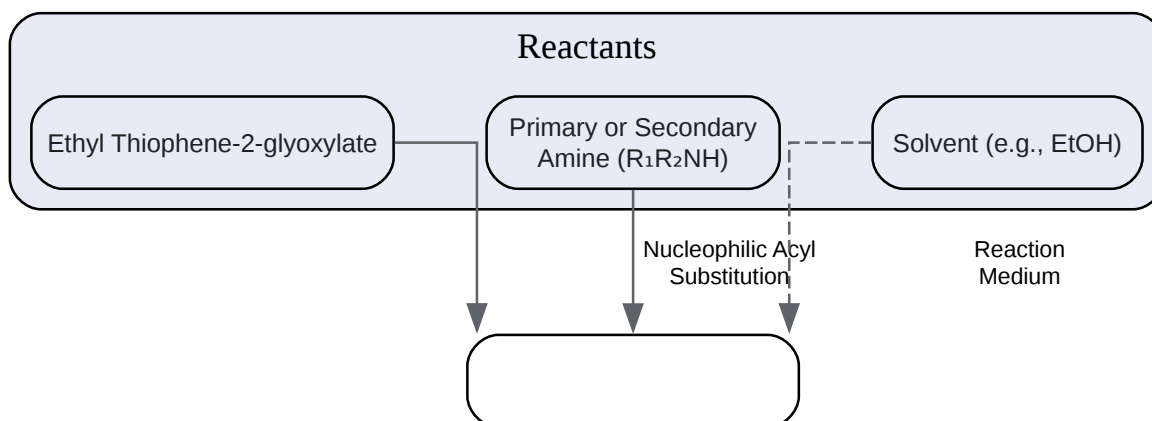 Reactants
Ethyl Thiophene-2-glyoxylate
Primary or Secondary
Amine (R₁R₂NH)
Solvent (e.g., EtOH)
Nucleophilic Acyl
Substitution
Reaction
Medium